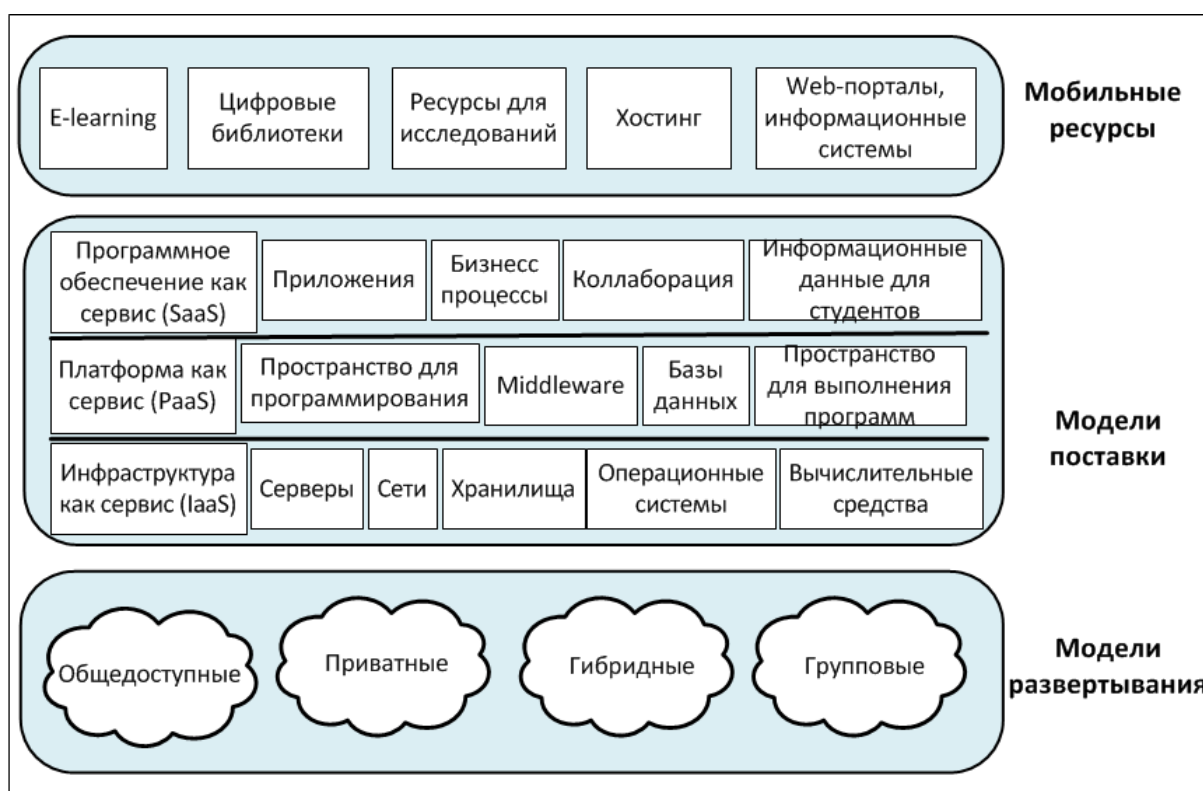 E-learning
Цифровые
библиотеки
Ресурсы для
исследований
Хостинг
Web-порталы,
информационные
системы
Мобильные
ресурсы
Программное
обеспечение как
сервис (SaaS)
Приложения
Бизнесс
процессы
Коллаборация
Информационные
данные для
студентов
Платформа как
сервис (PaaS)
Пространство для
программирования
Middleware
Базы
данных
Пространство
для выполнения
программ
Инфраструктура
как сервис (IaaS)
Серверы
Сети
Хранилища
Операционные
системы
Вычислительные
средства
Модели
поставки
Общедоступные
Приватные
Гибридные
Групповые
Модели
развертывания